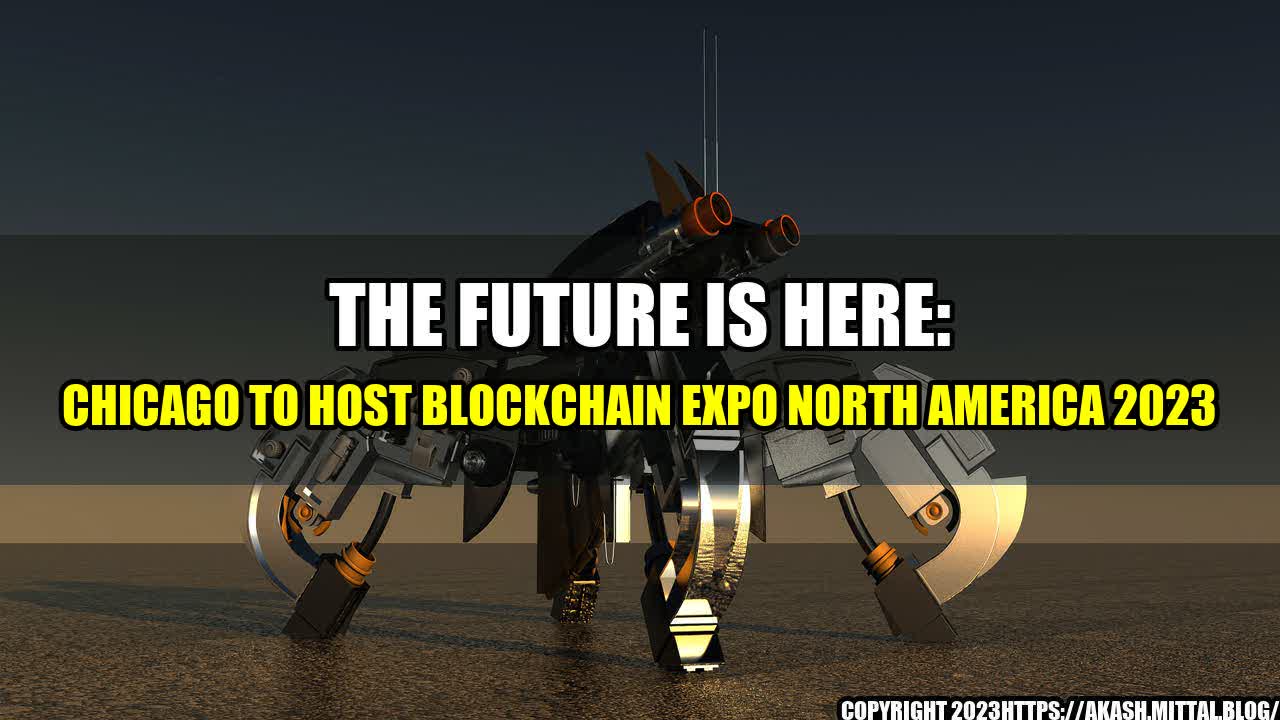 THE FUTURE IS HERE:
CHICAGO TO HOST BLOCKCHAIN EXPO NORTH AMERICA 2023
COPYRIGHT 2023HTTPS://AKASH.MITTAL.BLOG/